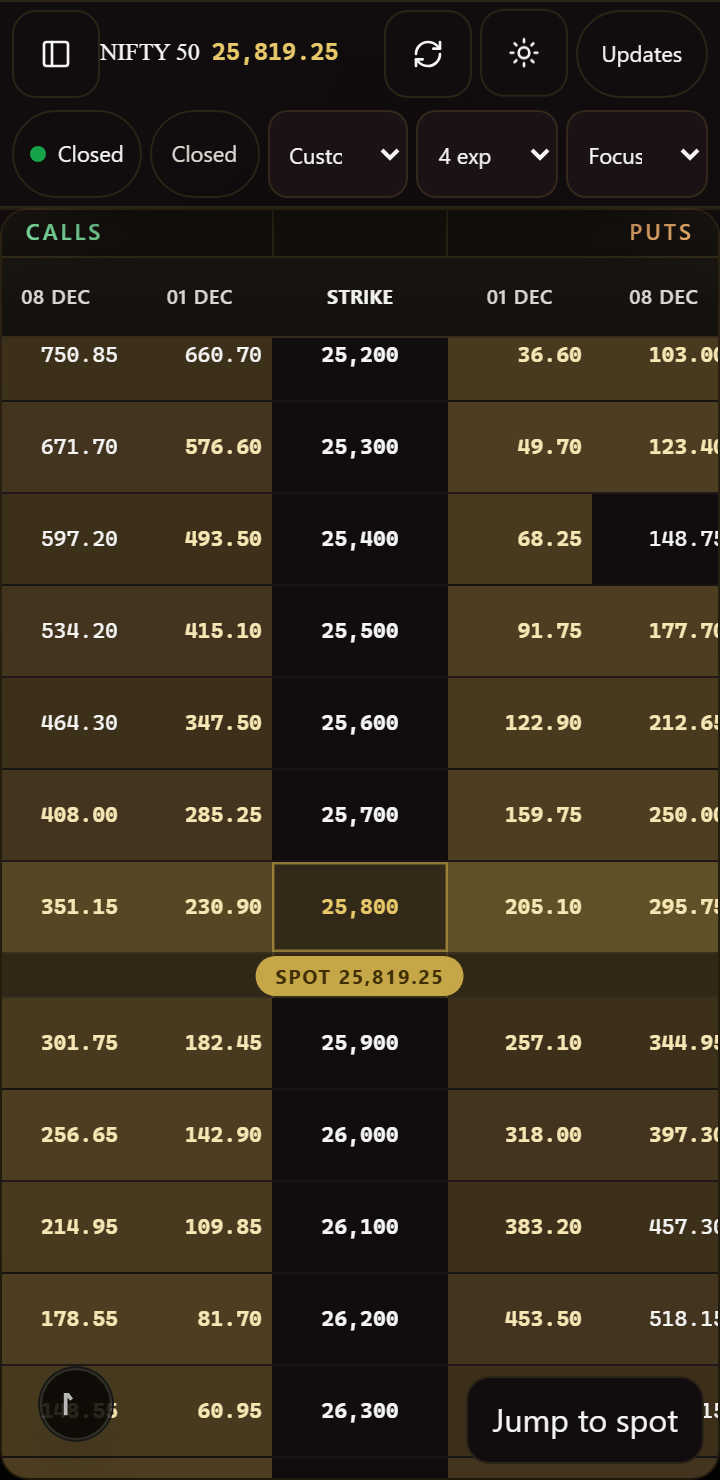 NIFTY 50 25,819.25 Updates
Closed Closed 4 exp Focus
CALLS PUTS
08 DEC 01 DEC STRIKE 01 DEC 08 DEC
750.85 660.70 25,200 36.60
671.70 576.60 25,300 49.70
597.20 493.50 25,400 68.25
534.20 415.10 25,500 91.75
464.30 347.50 25,600 122.90
408.00 285.25 25,700 159.75
351.15 230.90 25,800 205.10
SPOT 25,819.25
301.75 182.45 25,900 257.10
256.65 142.90 26,000 318.00
214.95 109.85 26,100 383.20
178.55 81.70 26,200 453.50
60.95 26,300 Jump to spot